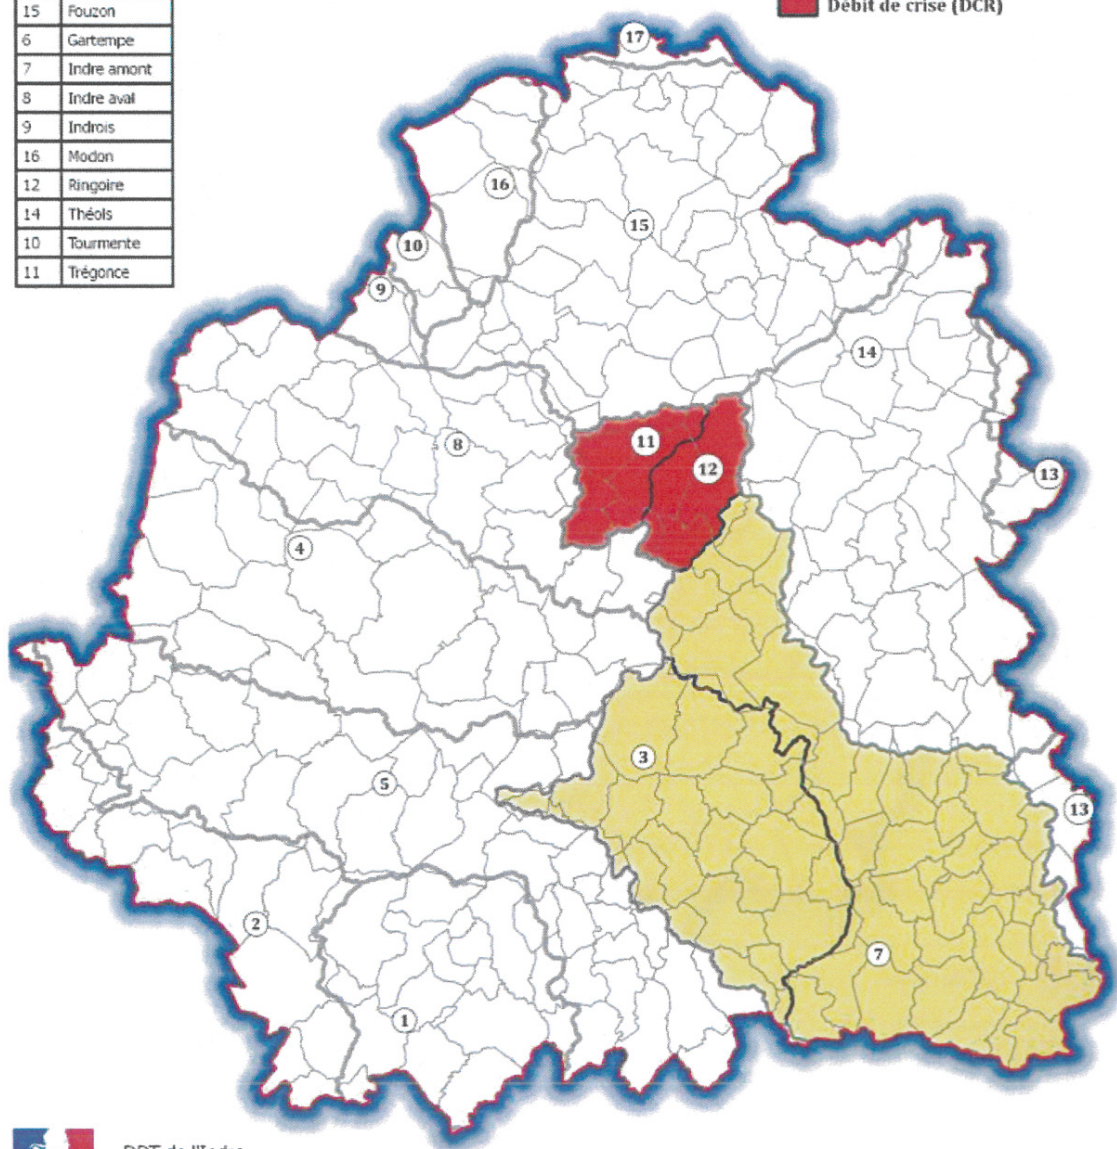 Débit de crise (DCR)
15 Fouzon
6 Gartempe
7 Indre amont
8 Indre aval
9 Indrois
16 Modon
12 Ringoire
14 Théols
10 Tourmente
11 Trégonce
17
16
15
10
9
14
8
11
12
13
4
3
5
13
2
7
1
DDT de l'Indre